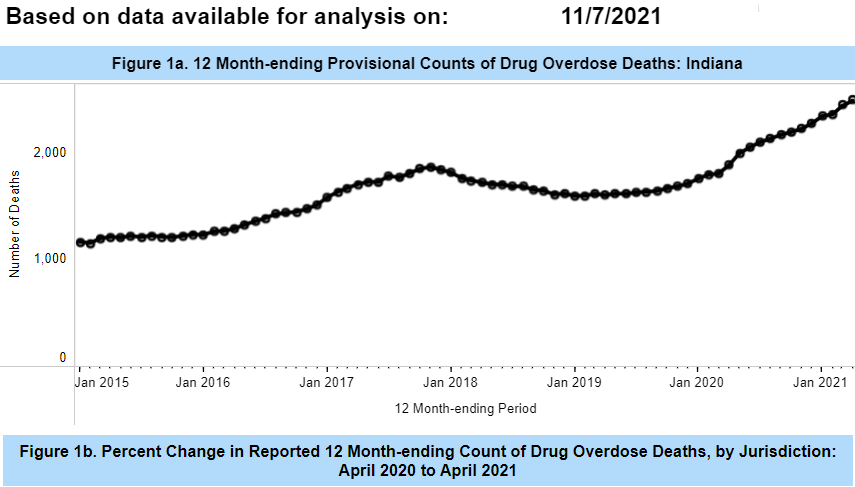 Based on data available for analysis on: 11/7/2021
Figure 1a. 12 Month-ending Provisional Counts of Drug Overdose Deaths: Indiana
Number of Deaths
2,000
1,000
0
Jan 2015 Jan 2016 Jan 2017 Jan 2018 Jan 2019 Jan 2020 Jan 2021
12 Month-ending Period
Figure 1b. Percent Change in Reported 12 Month-ending Count of Drug Overdose Deaths, by Jurisdiction:
April 2020 to April 2021